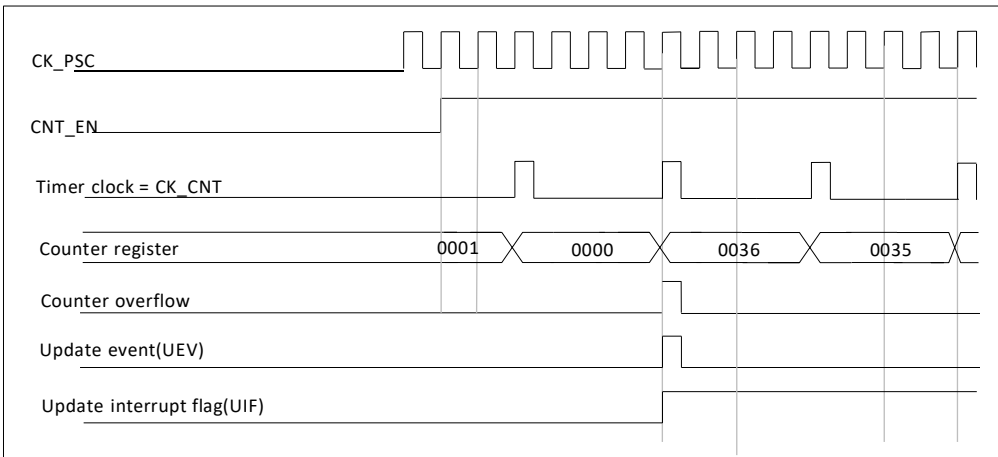 CK_PSC
CNT_EN
Timer clock = CK_CNT
Counter register 0001 0000 0036 0035
Counter overflow
Update event(UEV)
Update interrupt flag(UIF)